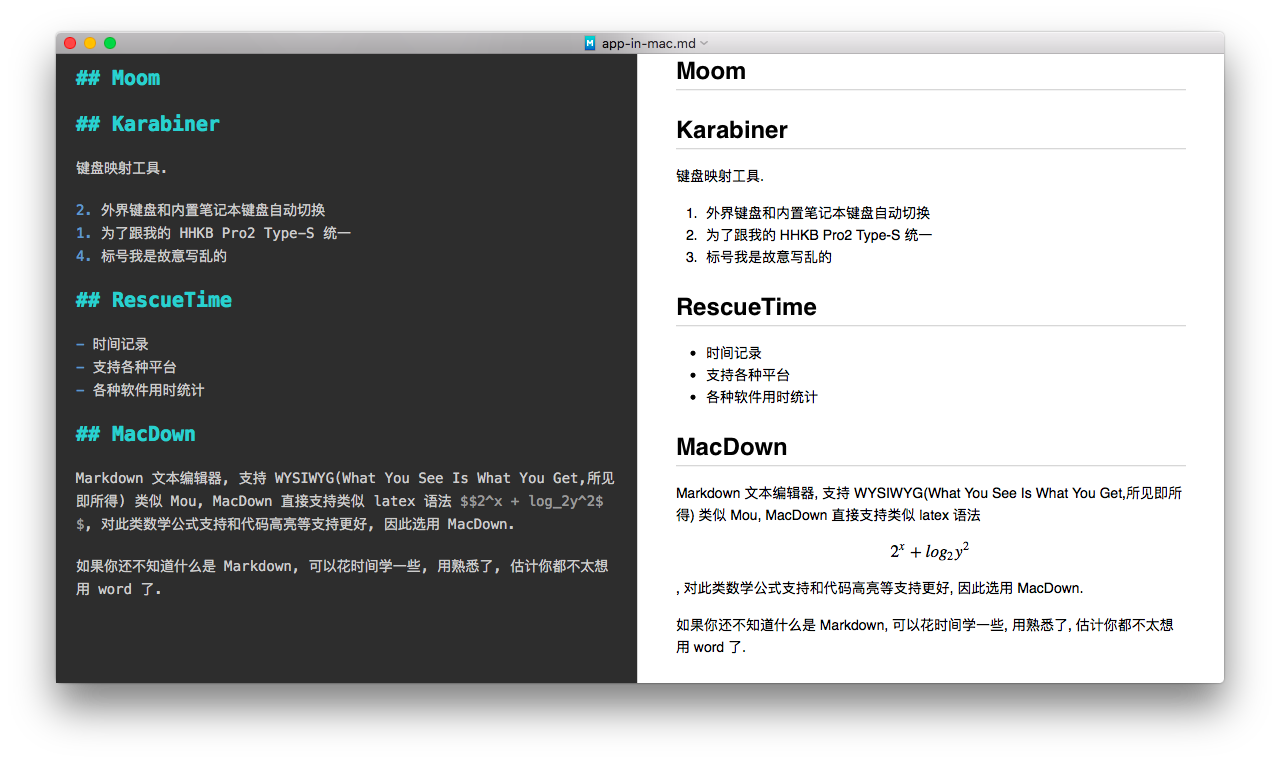 app-in-mac.md
## Moom
## Karabiner
键盘映射工具.
2. 外界键盘和内置笔记本键盘自动切换
1. 为了跟我的 HHKB Pro2 Type-S 统一
4. 标号我是故意写乱的
## RescueTime
- 时间记录
- 支持各种平台
- 各种软件用时统计
## MacDown
Markdown 文本编辑器, 支持 WYSIWYG(What You See Is What You Get,所见
即所得) 类似 Mou, MacDown 直接支持类似 latex 语法 $$2^x + log_2y^2$
$, 对此类数学公式支持和代码高亮等支持更好, 因此选用 MacDown.
如果你还不知道什么是 Markdown, 可以花时间学一些, 用熟悉了, 估计你都不太想
用 word 了.
Moom
Karabiner
键盘映射工具.
1. 外界键盘和内置笔记本键盘自动切换
2. 为了跟我的 HHKB Pro2 Type-S 统一
3. 标号我是故意写乱的
RescueTime
• 时间记录
• 支持各种平台
• 各种软件用时统计
MacDown
Markdown 文本编辑器, 支持 WYSIWYG(What You See Is What You Get,所见即所
得) 类似 Mou, MacDown 直接支持类似 latex 语法
2^x + log_2 y^2
, 对此类数学公式支持和代码高亮等支持更好, 因此选用 MacDown.
如果你还不知道什么是 Markdown, 可以花时间学一些, 用熟悉了, 估计你都不太想
用 word 了.